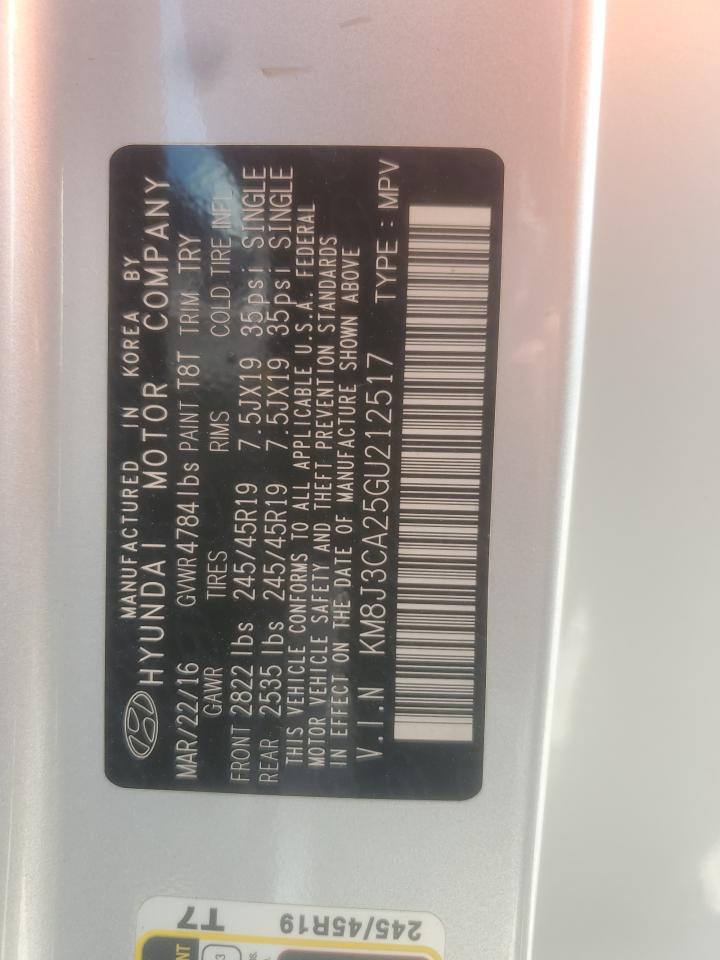 MANUFACTURED IN KOREA BY
HYUNDAI MOTOR COMPANY
MAR/22/16 GVWR 4784lbs PAINT T8T TRIM TRY
GAWR TIRES RIMS COLD TIRE INFL
FRONT 2822 lbs 245/45R19 7.5JX19 35psi SINGLE
REAR 2535 lbs 245/45R19 7.5JX19 35psi SINGLE
THIS VEHICLE CONFORMS TO ALL APPLICABLE U.S.A. FEDERAL
MOTOR VEHICLE SAFETY AND THEFT PREVENTION STANDARDS
IN EFFECT ON THE DATE OF MANUFACTURE SHOWN ABOVE
V.I.N KM8J3CA25GU212517 TYPE : MPV
245/45R19
T7
3